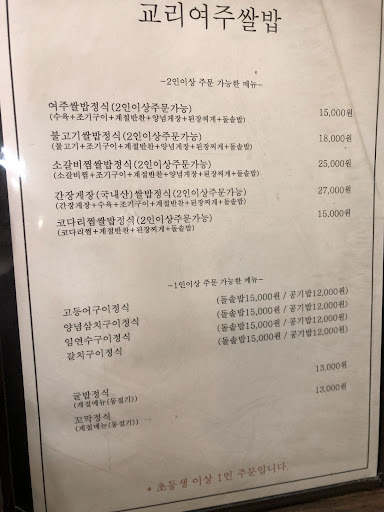 교리여주쌀밥
~2인이상 주문 가능한 메뉴~
여주쌀밥정식(2인이상주문가능) 15,000원
(수육+조기구이+계절반찬+양념게장+된장찌개+돌솥밥)
불고기쌀밥정식(2인이상주문가능) 18,000원
(불고기+조기구이+계절반찬+양념게장+된장찌개+돌솥밥)
소갈비찜쌀밥정식(2인이상주문가능) 25,000원
(소갈비찜+조기구이+계절반찬+양념게장+된장찌개+돌솥밥)
간장게장(국내산)쌀밥정식(2인이상주문가능) 27,000원
(간장게장+수육+조기구이+계절반찬+된장찌개+돌솥밥)
코다리찜쌀밥정식(2인이상주문가능) 15,000원
(코다리찜+계절반찬+된장찌개+돌솥밥)
~1인이상 주문 가능한 메뉴~
고등어구이정식 (돌솥밥15,000원 / 공기밥12,000원)
양념삼치구이정식 (돌솥밥15,000원 / 공기밥12,000원)
임연수구이정식 (돌솥밥15,000원 / 공기밥12,000원)
갈치구이정식 (돌솥밥15,000원 / 공기밥12,000원)
굴밥정식 13,000원
(계절메뉴(동절기))
꼬막정식 13,000원
(계절메뉴(동절기))
* 초등생 이상 1인 주문입니다.